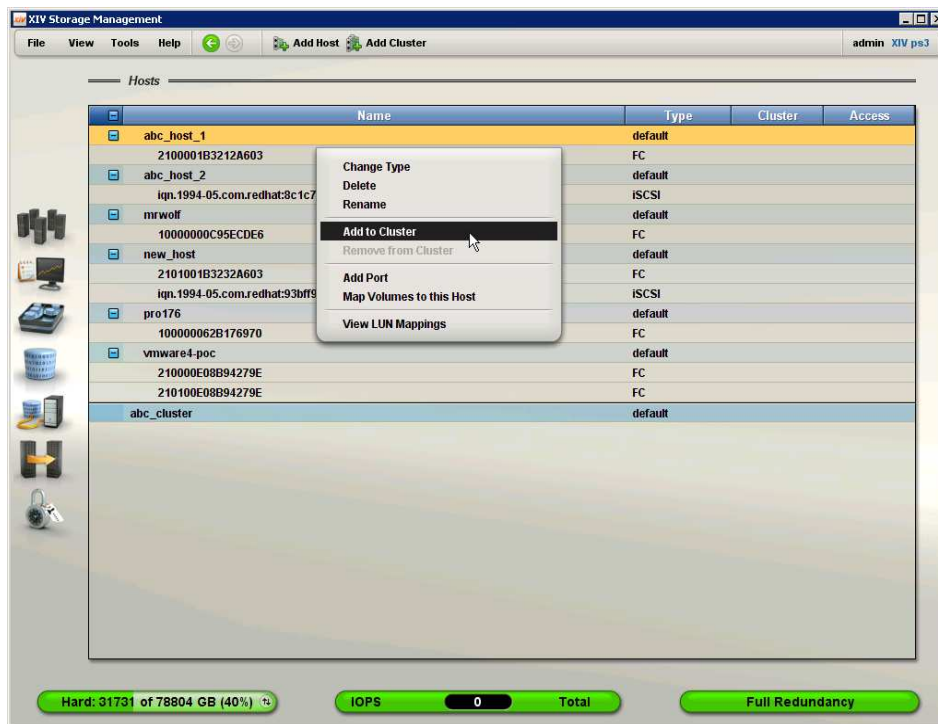 XIV XIV Storage Management
File View Tools Help Add Host Add Cluster admin XIV ps3
Hosts
Name Type Cluster Access
abc_host_1 default
2100001B3212A603 FC
abc_host_2 default
iqn.1994-05.com.redhat:8c1c7 iSCSI
mrwolf default
10000000C95ECDE6 FC
new_host default
2101001B3232A603 FC
iqn.1994-05.com.redhat:93bff9 iSCSI
pro176 default
100000062B176970 FC
vmware4-poc default
210000E08B94279E FC
210100E08B94279E FC
abc_cluster default
Change Type
Delete
Rename
Add to Cluster
Remove from Cluster
Add Port
Map Volumes to this Host
View LUN Mappings
Hard: 31731 of 78804 GB (40%) IOPS 0 Total Full Redundancy